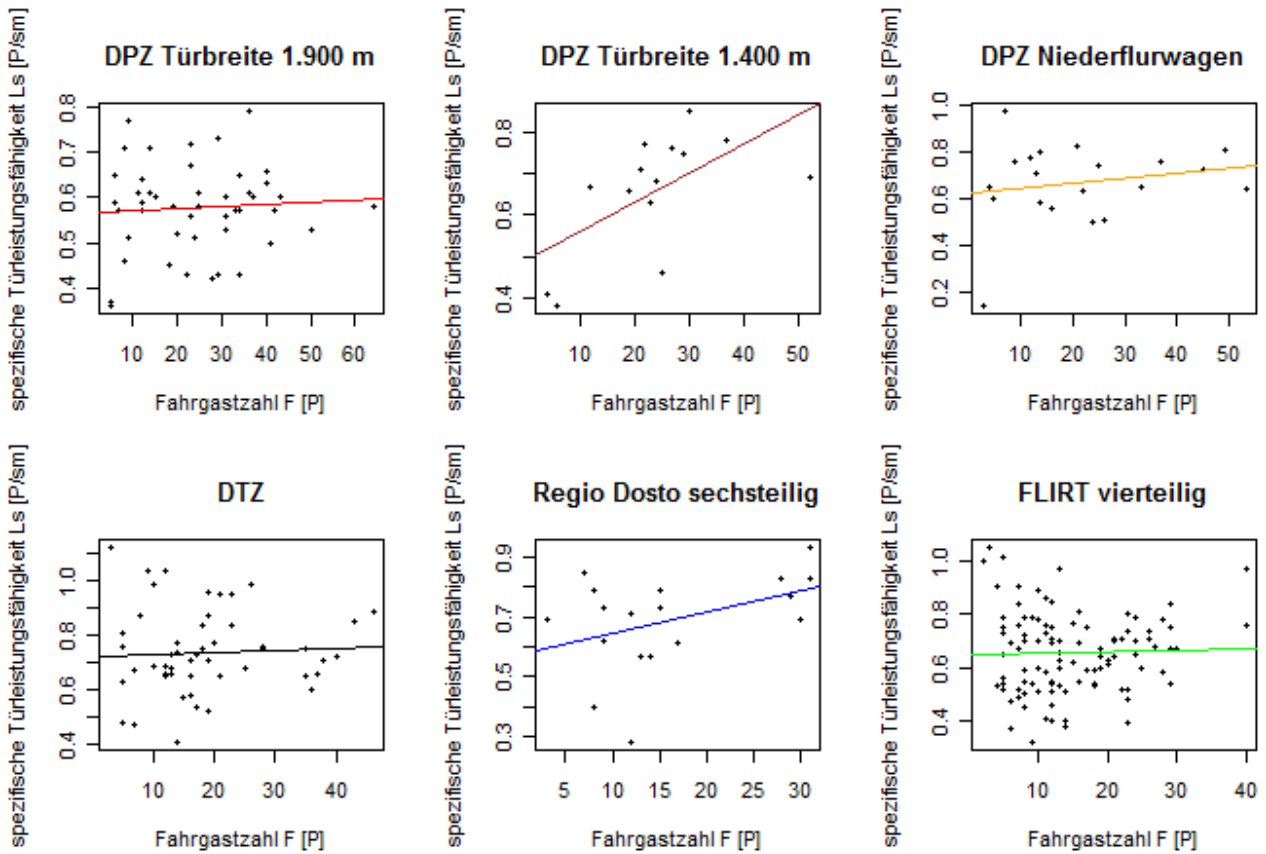 DPZ Türbreite 1.900 m
spezifische Türleistungsfähigkeit Ls [P/sm]
0.4 0.5 0.6 0.7 0.8
10 20 30 40 50 60
Fahrgastzahl F [P]
DPZ Türbreite 1.400 m
spezifische Türleistungsfähigkeit Ls [P/sm]
0.4 0.6 0.8
10 20 30 40 50
Fahrgastzahl F [P]
DPZ Niederflurwagen
spezifische Türleistungsfähigkeit Ls [P/sm]
0.2 0.4 0.6 0.8 1.0
10 20 30 40 50
Fahrgastzahl F [P]
DTZ
spezifische Türleistungsfähigkeit Ls [P/sm]
0.4 0.6 0.8 1.0
10 20 30 40
Fahrgastzahl F [P]
Regio Dosto sechsteilig
spezifische Türleistungsfähigkeit Ls [P/sm]
0.3 0.5 0.7 0.9
5 10 15 20 25 30
Fahrgastzahl F [P]
FLIRT vierteilig
spezifische Türleistungsfähigkeit Ls [P/sm]
0.4 0.6 0.8 1.0
10 20 30 40
Fahrgastzahl F [P]